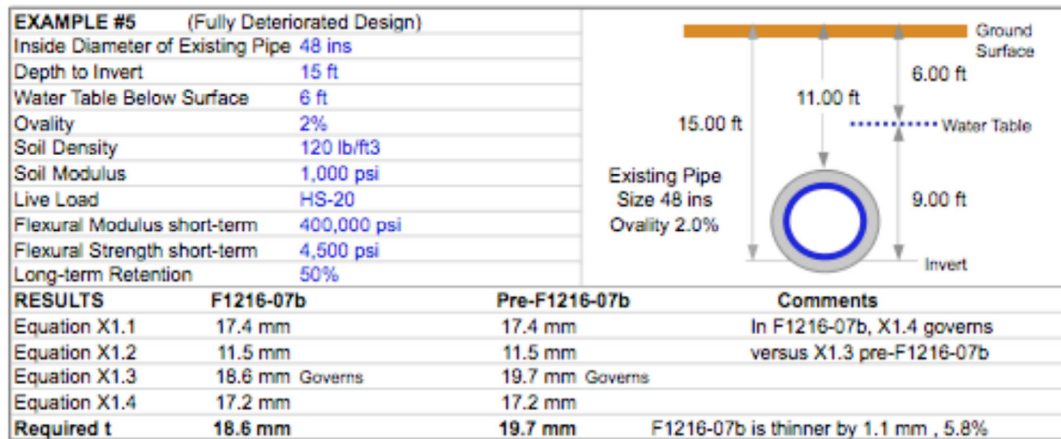 EXAMPLE #5 (Fully Deteriorated Design)
Inside Diameter of Existing Pipe 48 ins
Depth to Invert 15 ft
Water Table Below Surface 6 ft
Ovality 2%
Soil Density 120 lb/ft3
Soil Modulus 1,000 psi
Live Load HS-20
Flexural Modulus short-term 400,000 psi
Flexural Strength short-term 4,500 psi
Long-term Retention 50%
Ground
Surface
6.00 ft
11.00 ft
15.00 ft
Water Table
Existing Pipe
Size 48 ins
Ovality 2.0%
9.00 ft
Invert
RESULTS F1216-07b Pre-F1216-07b Comments
Equation X1.1 17.4 mm 17.4 mm In F1216-07b, X1.4 governs
Equation X1.2 11.5 mm 11.5 mm versus X1.3 pre-F1216-07b
Equation X1.3 18.6 mm Governs 19.7 mm Governs
Equation X1.4 17.2 mm 17.2 mm
Required t 18.6 mm 19.7 mm F1216-07b is thinner by 1.1 mm , 5.8%